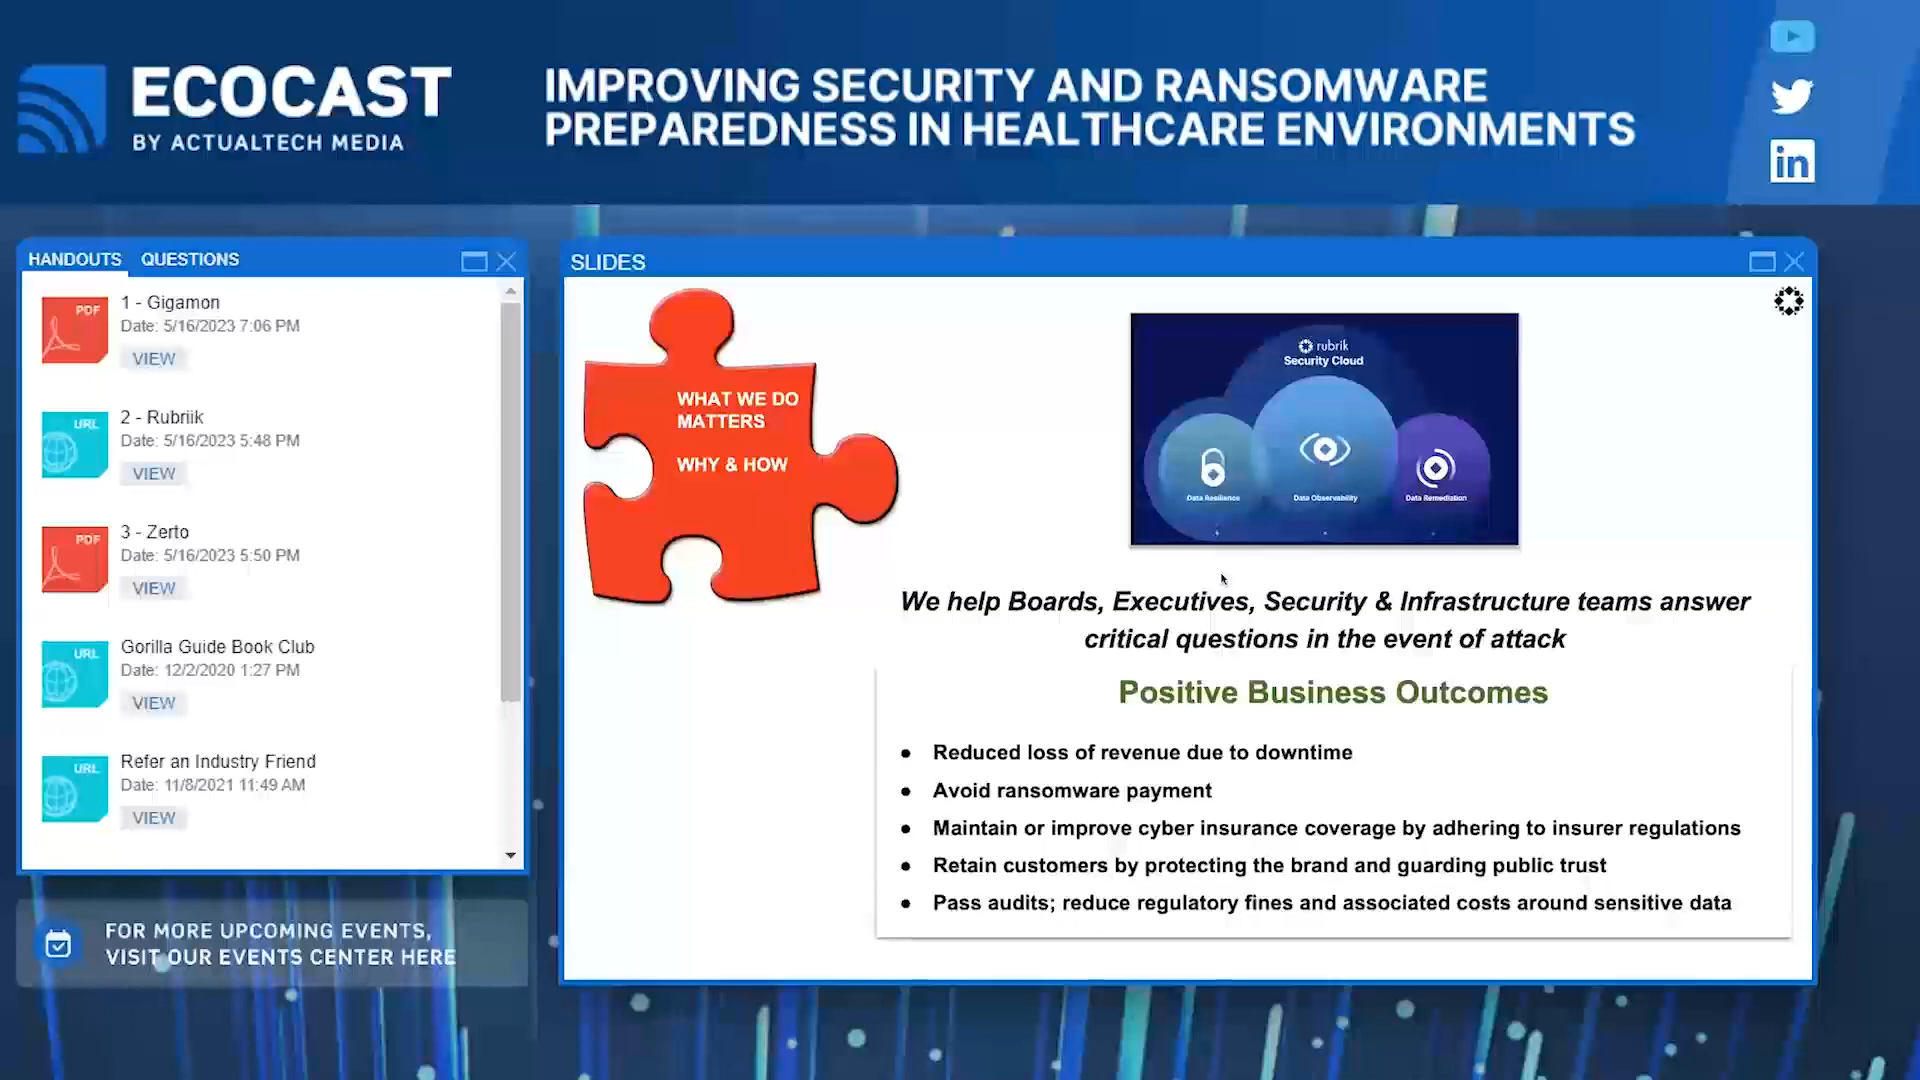 ECOCAST
BY ACTUALTECH MEDIA
IMPROVING SECURITY AND RANSOMWARE
PREPAREDNESS IN HEALTHCARE ENVIRONMENTS
in
HANDOUTS QUESTIONS
PDF
1 - Gigamon
Date: 5/16/2023 7:06 PM
VIEW
URL
2 - Rubriik
Date: 5/16/2023 5:48 PM
VIEW
PDF
3 - Zerto
Date: 5/16/2023 5:50 PM
VIEW
URL
Gorilla Guide Book Club
Date: 12/2/2020 1:27 PM
VIEW
URL
Refer an Industry Friend
Date: 11/8/2021 11:49 AM
VIEW
FOR MORE UPCOMING EVENTS,
VISIT OUR EVENTS CENTER HERE
SLIDES
WHAT WE DO
MATTERS
WHY & HOW
rubrik
Security Cloud
Data Resilience
Data Observability
Data Remediation
We help Boards, Executives, Security & Infrastructure teams answer
critical questions in the event of attack
Positive Business Outcomes
● Reduced loss of revenue due to downtime
● Avoid ransomware payment
● Maintain or improve cyber insurance coverage by adhering to insurer regulations
● Retain customers by protecting the brand and guarding public trust
● Pass audits; reduce regulatory fines and associated costs around sensitive data